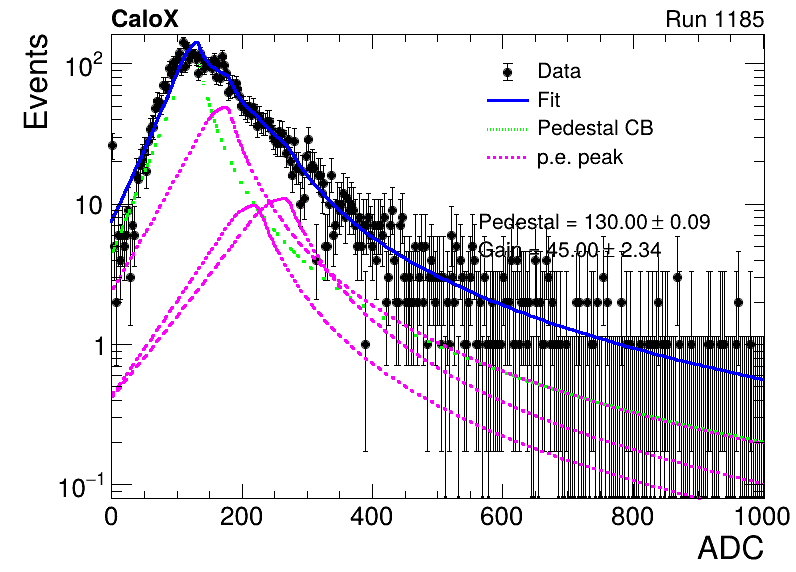 CaloX Run 1185
Events
Data
Fit
Pedestal CB
p.e. peak
Pedestal = 130.00 ± 0.09
Gain = 45.00 ± 2.34
10²
10
1
10⁻¹
0 200 400 600 800 1000
ADC